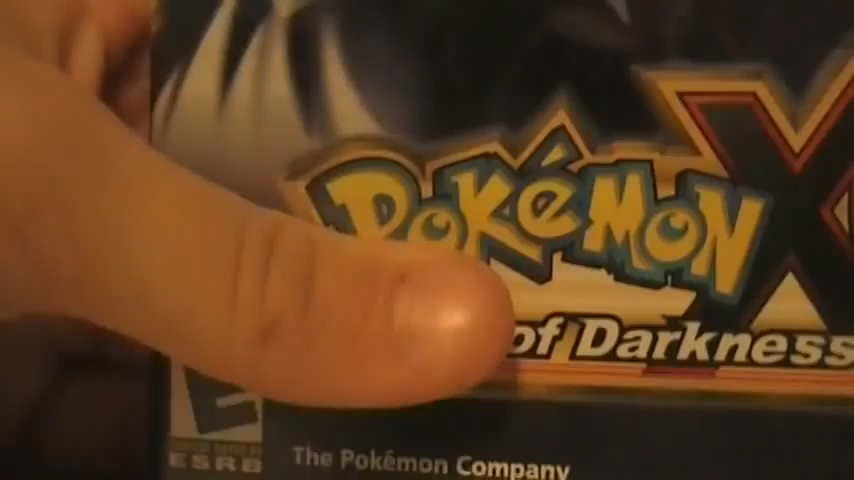 POKéMON X
of Darkness
E
ESRB
The Pokémon Company